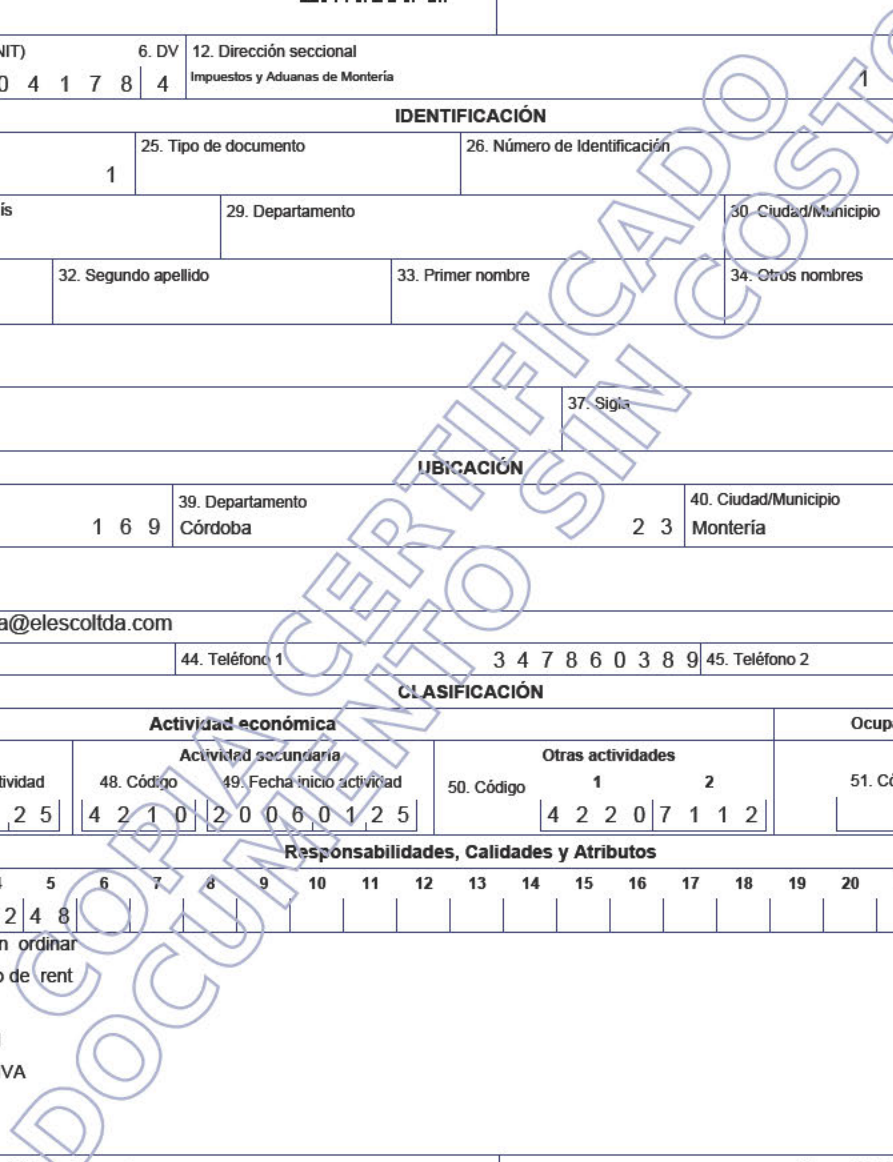 NIT) 6. DV 12. Dirección seccional
0 4 1 7 8 4 Impuestos y Aduanas de Montería 1
IDENTIFICACIÓN
25. Tipo de documento 26. Número de Identificación
1
ís 29. Departamento 30. Ciudad/Municipio
32. Segundo apellido 33. Primer nombre 34. Otros nombres
37. Sigla
UBICACIÓN
39. Departamento 40. Ciudad/Municipio
1 6 9 Córdoba 2 3 Montería
a@elescoltda.com
44. Teléfono 1 3 4 7 8 6 0 3 8 9 45. Teléfono 2
CLASIFICACIÓN
Actividad económica Ocupa
Actividad secundaria Otras actividades
tividad 48. Código 49. Fecha inicio actividad 50. Código 1 2 51. Có
2 5 4 2 1 0 2 0 0 6 0 1 2 5 4 2 2 0 7 1 1 2
Responsabilidades, Calidades y Atributos
4 5 6 7 8 9 10 11 12 13 14 15 16 17 18 19 20
2 4 8
n ordinar
o de rent
IVA
COPIA CERTIFICADO
DOCUMENTO SIN COSTO